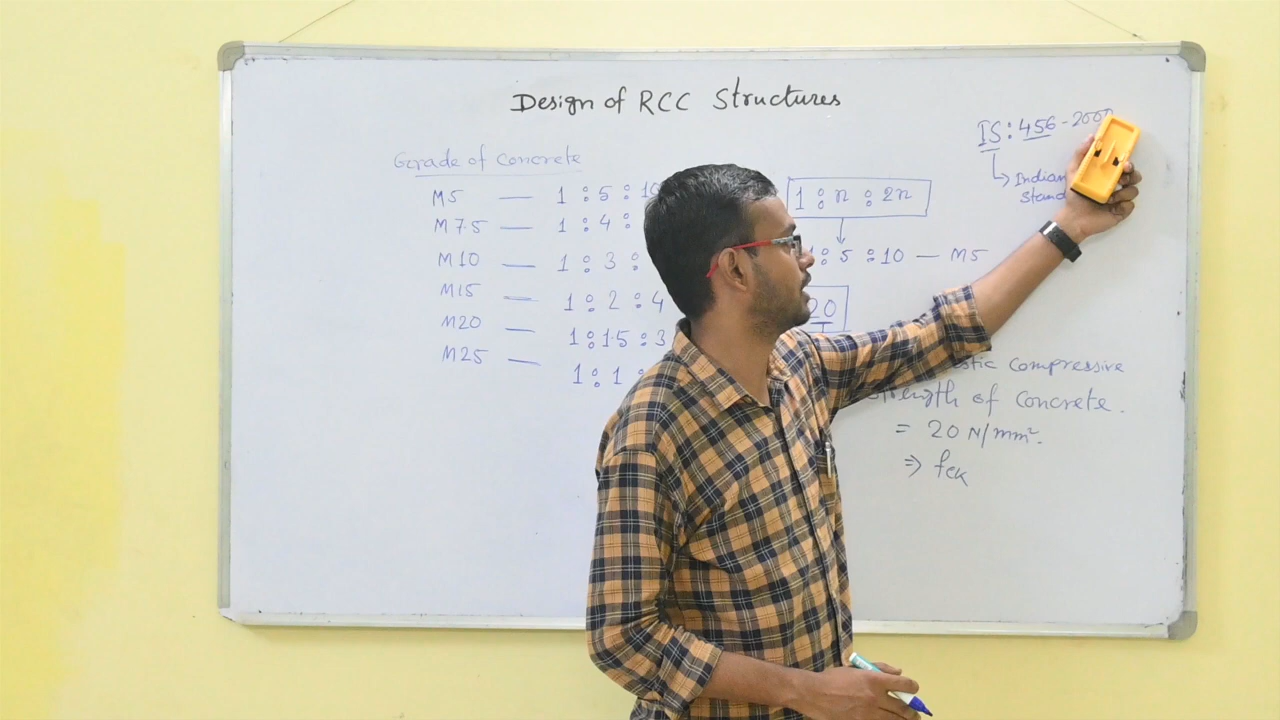 Design of RCC Structures
IS : 456 - 2000
Indian
Grade of Concrete
M5 — 1 : 5 : 10
M7.5 — 1 : 4 :
M10 — 1 : 3 :
M15 — 1 : 2 : 4
M20 — 1 : 1.5 : 3
M25 — 1 : 1 :
1 : n : 2n
1 : 5 : 10 — M5
20
compressive
strength of concrete.
= 20 N/mm².
⇒ fck